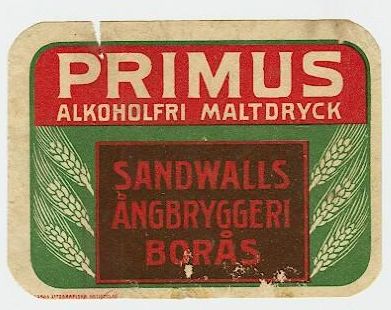 PRIMUS
ALKOHOLFRI MALTDRYCK
SANDWALLS
ÅNGBRYGGERI
BORÅS